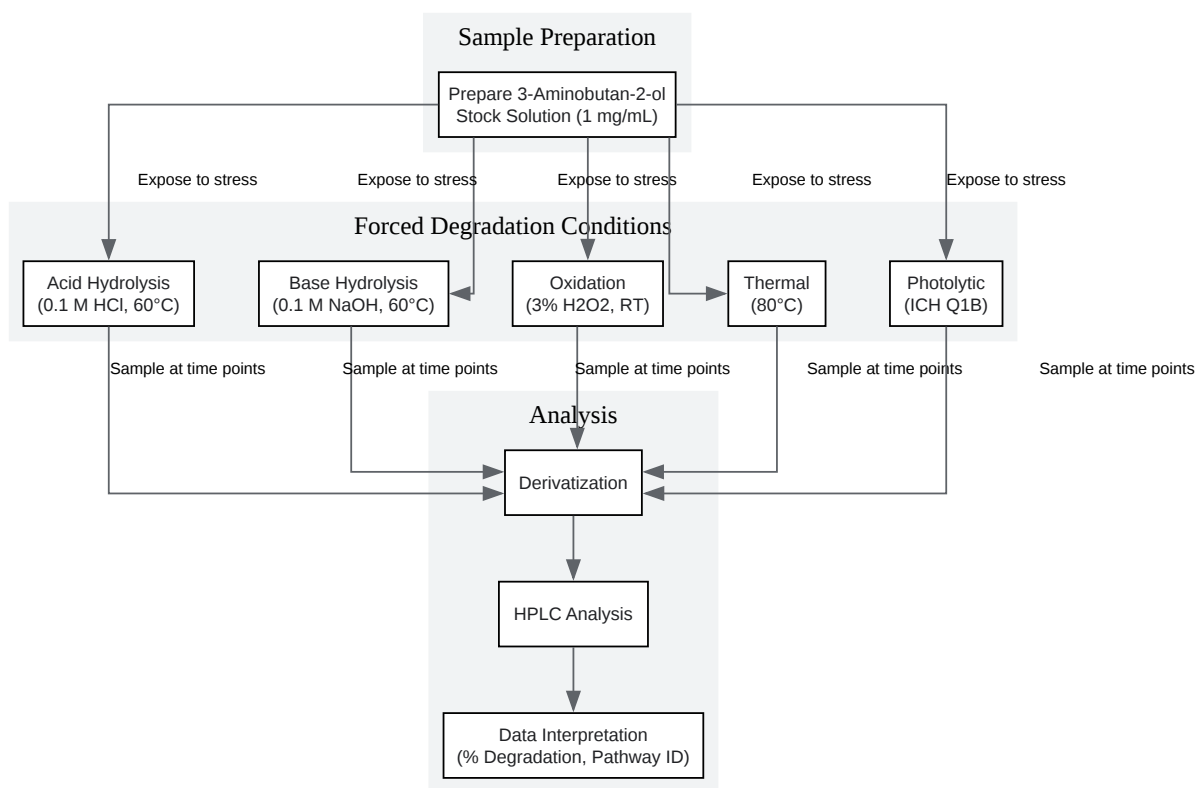 Sample Preparation
Prepare 3-Aminobutan-2-ol
Stock Solution (1 mg/mL)
Expose to stress
Expose to stress
Expose to stress
Expose to stress
Expose to stress
Forced Degradation Conditions
Acid Hydrolysis
(0.1 M HCl, 60°C)
Base Hydrolysis
(0.1 M NaOH, 60°C)
Oxidation
(3% H2O2, RT)
Thermal
(80°C)
Photolytic
(ICH Q1B)
Sample at time points
Sample at time points
Sample at time points
Sample at time points
Sample at time points
Analysis
Derivatization
HPLC Analysis
Data Interpretation
(% Degradation, Pathway ID)